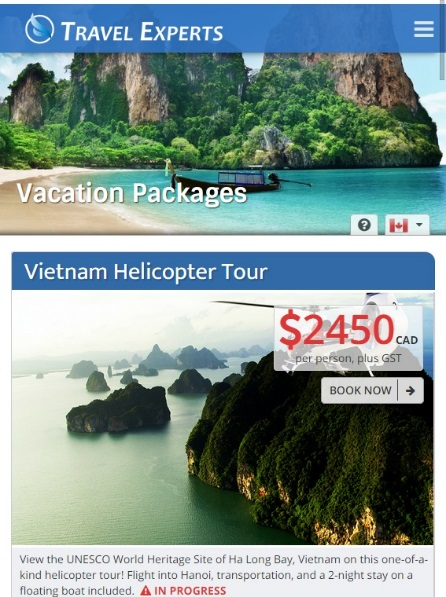 TRAVEL EXPERTS
Vacation Packages
?
Vietnam Helicopter Tour
$2450 CAD
per person, plus GST
BOOK NOW
View the UNESCO World Heritage Site of Ha Long Bay, Vietnam on this one-of-a-
kind helicopter tour! Flight into Hanoi, transportation, and a 2-night stay on a
floating boat included. IN PROGRESS